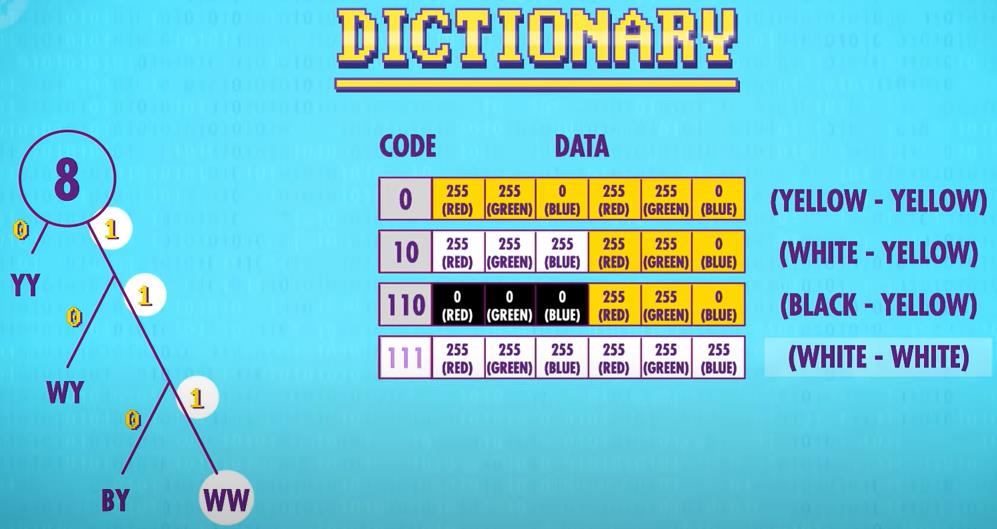 DICTIONARY
CODE DATA
0 255 (RED) 255 (GREEN) 0 (BLUE) 255 (RED) 255 (GREEN) 0 (BLUE) (YELLOW - YELLOW)
10 255 (RED) 255 (GREEN) 255 (BLUE) 255 (RED) 255 (GREEN) 0 (BLUE) (WHITE - YELLOW)
110 0 (RED) 0 (GREEN) 0 (BLUE) 255 (RED) 255 (GREEN) 0 (BLUE) (BLACK - YELLOW)
111 255 (RED) 255 (GREEN) 255 (BLUE) 255 (RED) 255 (GREEN) 255 (BLUE) (WHITE - WHITE)
8
0 1
YY
0 1
WY
0 1
BY WW